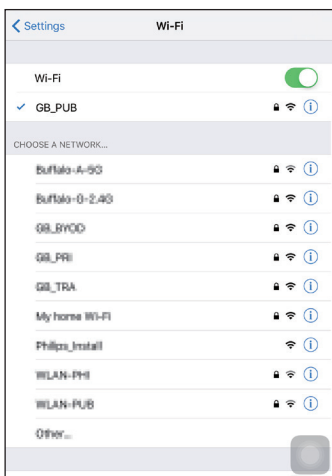 Settings
Wi-Fi
Wi-Fi
GB_PUB
CHOOSE A NETWORK...
Buffalo-A-5G
Buffalo-G-2.4G
GB_BYOD
GB_PRI
GB_TRA
My home Wi-Fi
Philips_Install
WLAN-PHI
WLAN-PUB
Other...